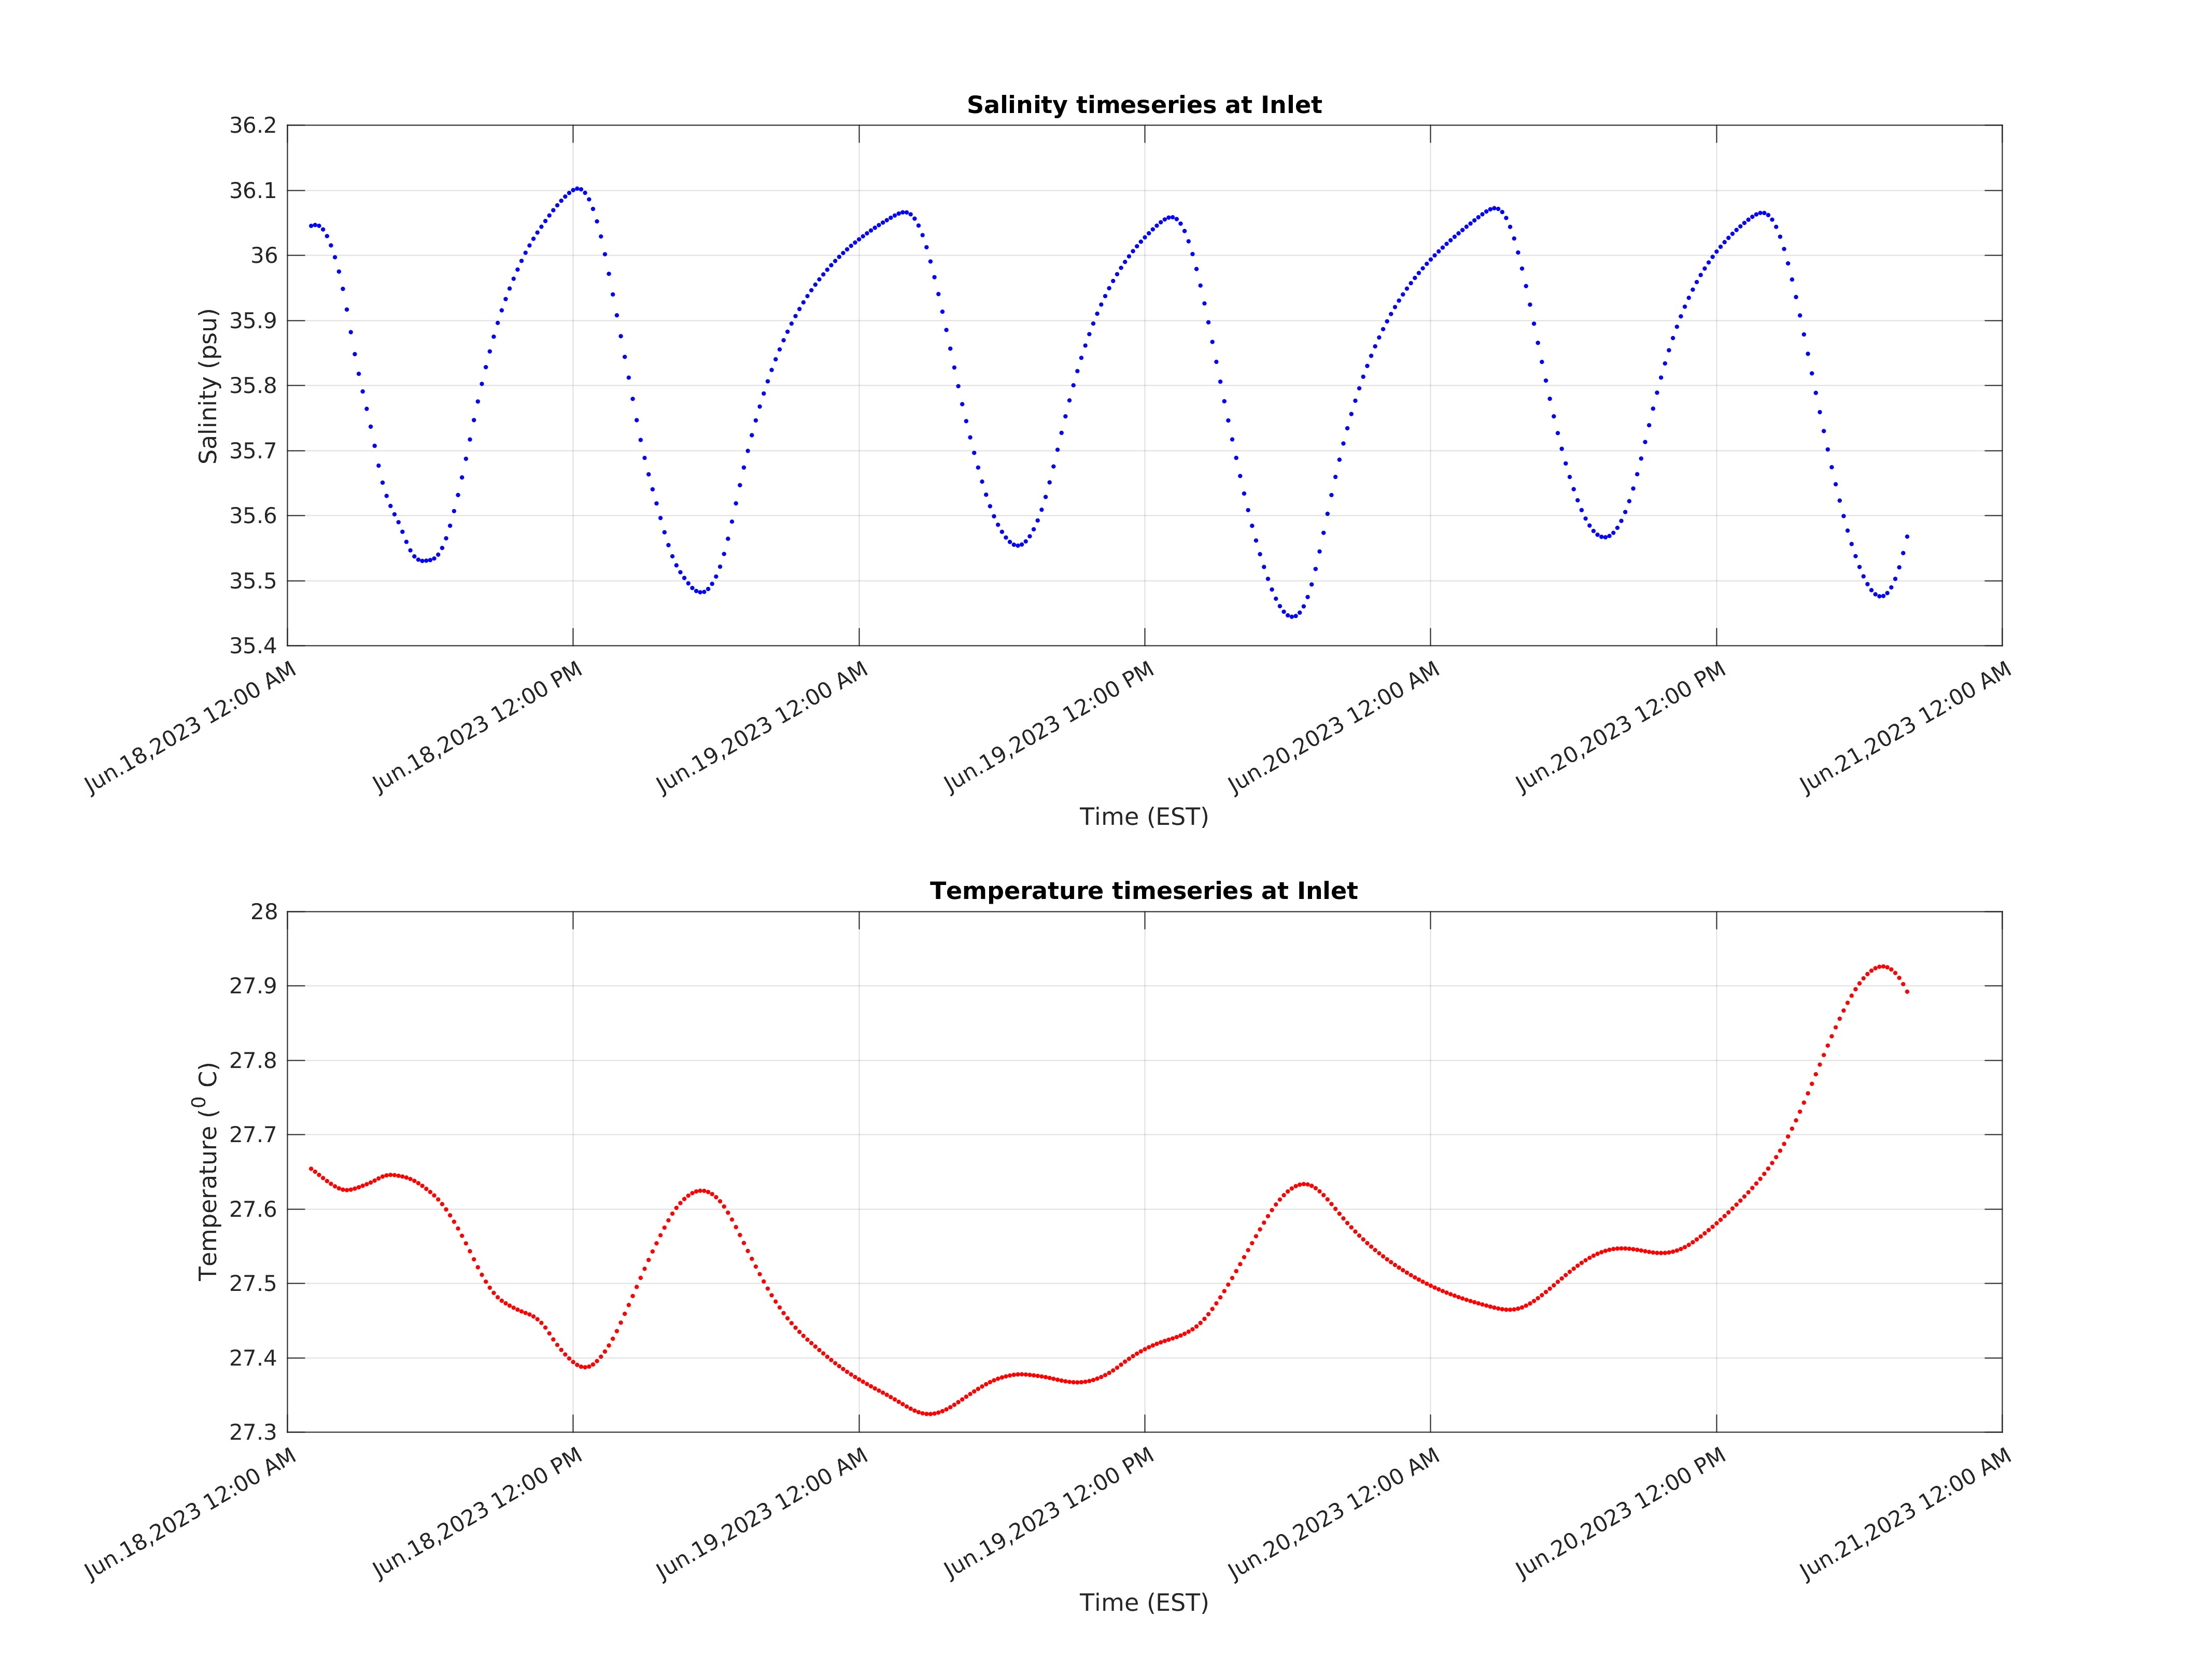 Salinity timeseries at Inlet
36.2
36.1
36
35.9
35.8
35.7
35.6
35.5
35.4
Salinity (psu)
Jun.18,2023 12:00 AM
Jun.18,2023 12:00 PM
Jun.19,2023 12:00 AM
Jun.19,2023 12:00 PM
Jun.20,2023 12:00 AM
Jun.20,2023 12:00 PM
Jun.21,2023 12:00 AM
Time (EST)
Temperature timeseries at Inlet
28
27.9
27.8
27.7
27.6
27.5
27.4
27.3
Temperature (⁰ C)
Jun.18,2023 12:00 AM
Jun.18,2023 12:00 PM
Jun.19,2023 12:00 AM
Jun.19,2023 12:00 PM
Jun.20,2023 12:00 AM
Jun.20,2023 12:00 PM
Jun.21,2023 12:00 AM
Time (EST)